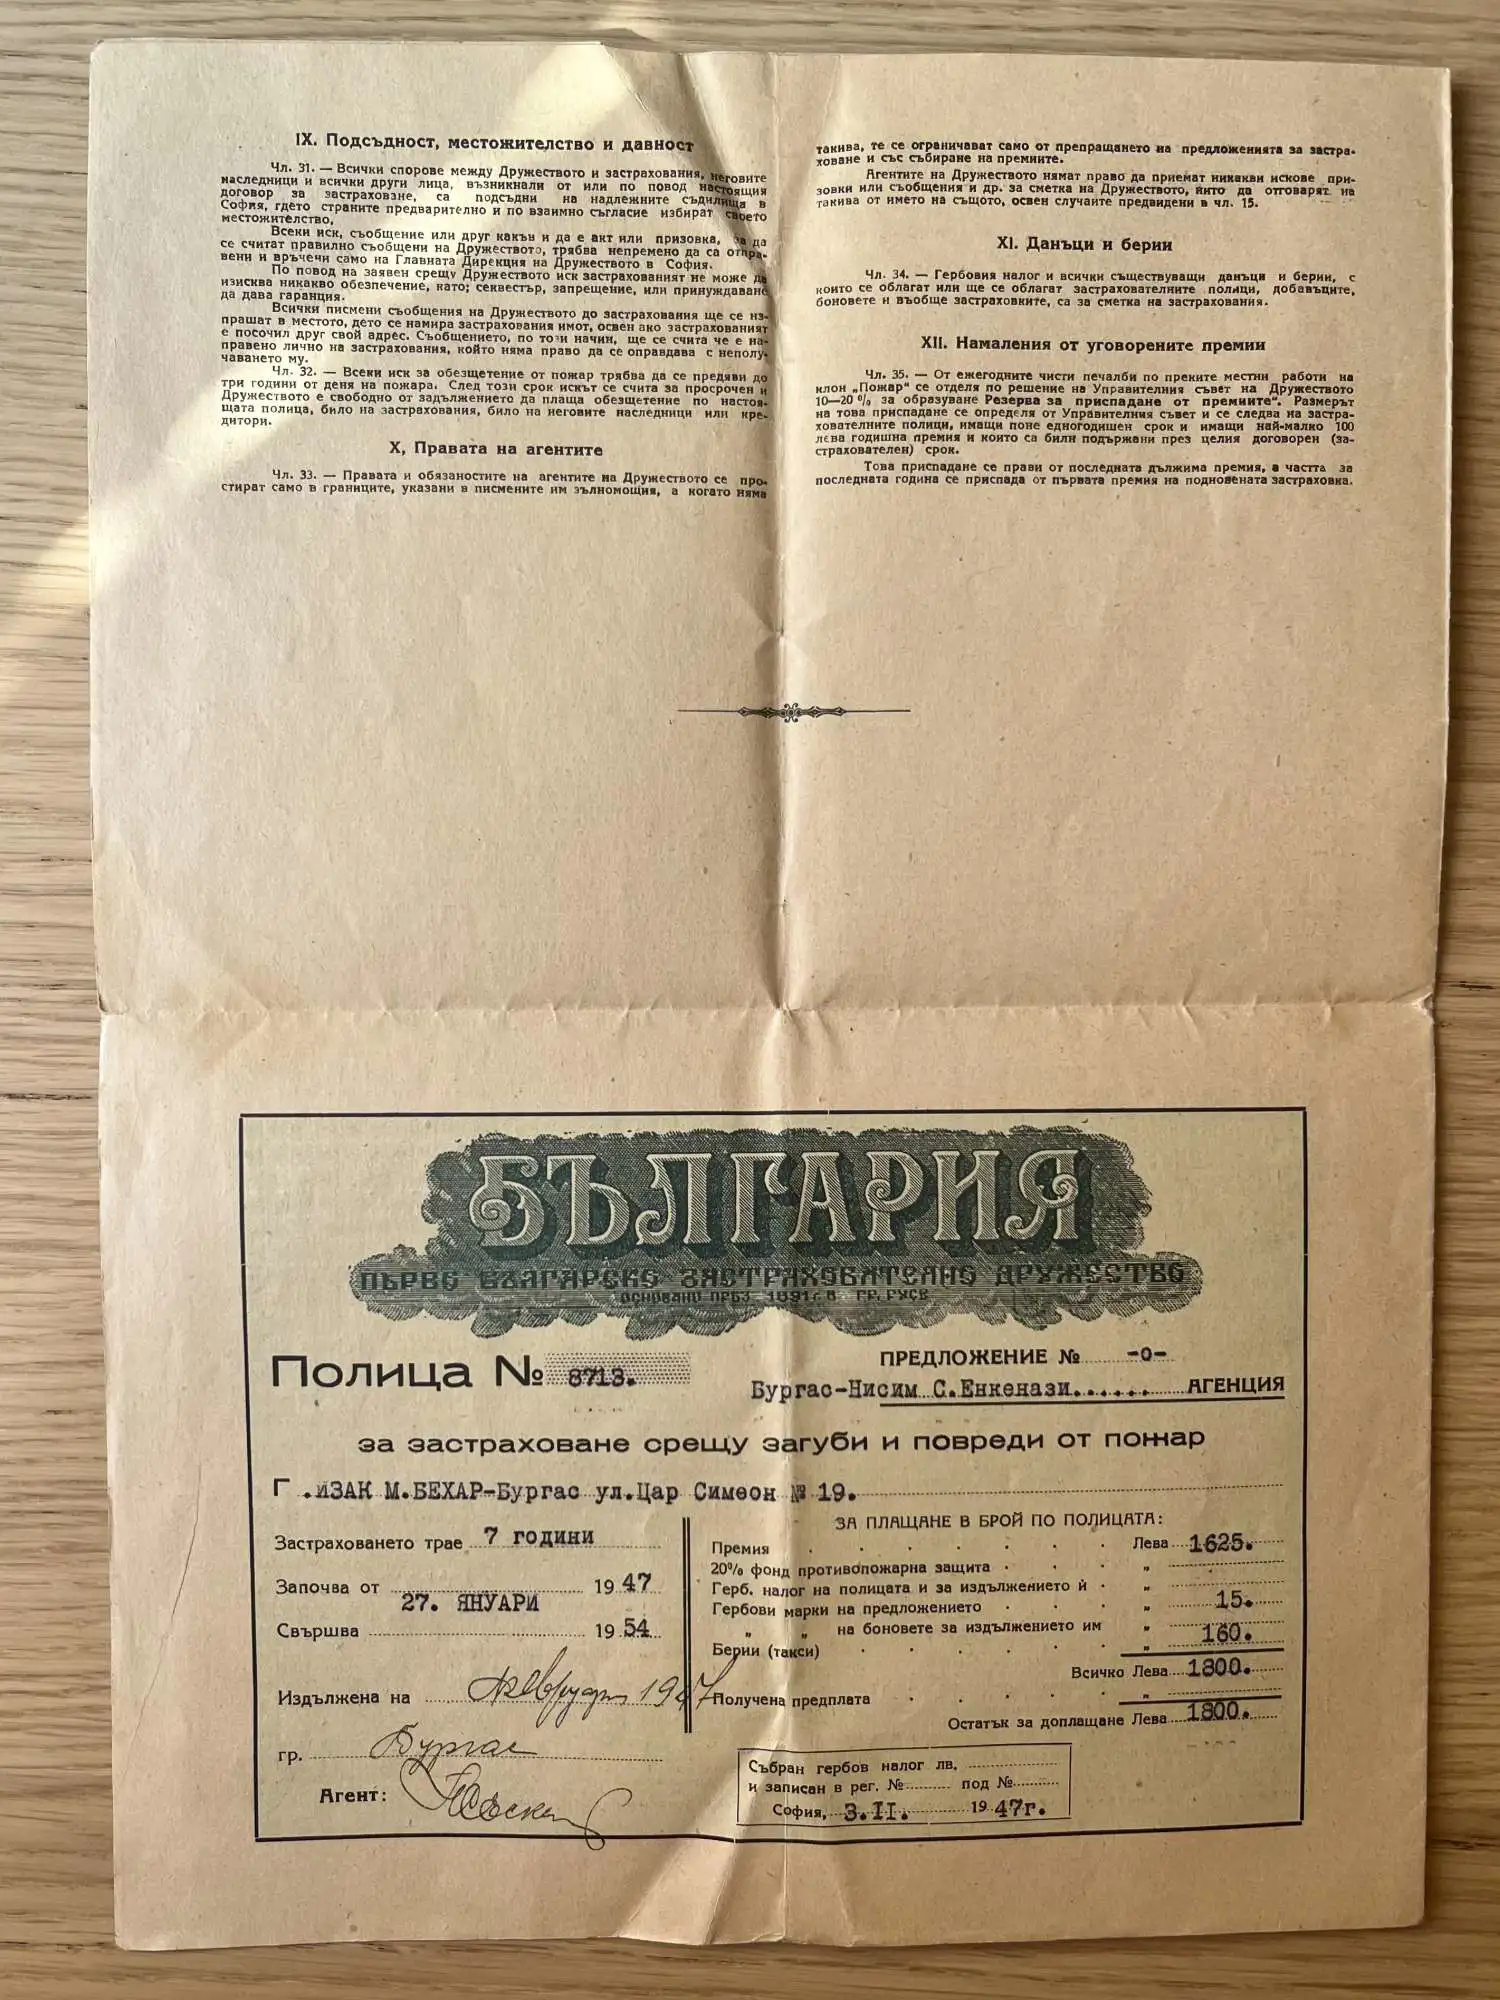 IX. Подсъдност, местожителство и давност
Чл. 31. — Всички спорове между Дружеството и застрахования, неговите
наследници и всички други лица, възникнали от или по повод настоящия
договор за застраховане, са подсъдни на надлежните съдилища в
София, гдето страните предварително и по взаимно съгласие избират своето
местожителство.
Всеки иск, съобщение или друг какъв и да е акт или призовка, за да
се считат правилно съобщени на Дружеството, трябва непременно да са отпра-
вени и връчени само на Главната Дирекция на Дружеството в София.
По повод на заявен срещу Дружеството иск застрахованият не може да
изисква никакво обезпечение, като; секвестър, запрещение, или принуждаване
да дава гаранция.
Всички писмени съобщения на Дружеството до застрахования ще се из-
прашат в местото, дето се намира застрахования имот, освен ако застрахованият
е посочил друг свой адрес. Съобщението, по този начин, ще се счита че е на-
правено лично на застрахования, който няма право да се оправдава с неполу-
чаването му.
Чл. 32. — Всеки иск за обезщетение от пожар трябва да се предяви до
три години от деня на пожара. След този срок искът се счита за просрочен и
Дружеството е свободно от задължението да плаща обезщетение по настоя-
щата полица, било на застрахования, било на неговите наследници или кре-
дитори.
X, Правата на агентите
Чл. 33. — Правата и обязаностите на агентите на Дружеството се про-
стират само в границите, указани в писмените им зълномощия, а когато няма
такива, те се ограничават само от препращането на предложенията за застра-
ховане и със събиране на премиите.
Агентите на Дружеството нямат право да приемат никакви искове при-
зовки или съобщения и др. за сметка на Дружеството, нито да отговарят на
такива от името на същото, освен случаите предвидени в чл. 15.
XI. Данъци и берии
Чл. 34. — Гербовия налог и всички съществуващи данъци и берии, с
които се облагат или ще се облагат застрахователните полици, добавъците,
боновете и въобще застраховките, са за сметка на застрахования.
XII. Намаления от уговорените премии
Чл. 35. — От ежегодните чисти печалби по преките местни работи на
клон „Пожар" се отделя по решение на Управителния съвет на Дружеството
10—20 % за образуване Резерва за приспадане от премиите". Размерът
на това приспадане се определя от Управителния съвет и се следва на застра-
хователните полици, имащи поне едногодишен срок и имащи най-малко 100
лева годишна премия и които са били подържани през целия договорен (за-
страхователен) срок.
Това приспадане се прави от последната дължима премия, а частта за
последната година се приспада от първата премия на подновената застраховка.
БЪЛГАРИЯ
ПЪРВО БЪЛГАРСКО ЗАСТРАХОВАТЕЛНО ДРУЖЕСТВО
ОСНОВАНО ПРЕЗ 1891 г. В ГР. РУСЕ
Полица № 8713.
ПРЕДЛОЖЕНИЕ № -0-
Бургас-Нисим С.Енкенази....... АГЕНЦИЯ
за застраховане срещу загуби и повреди от пожар
Г .ИЗАК М.БЕХАР-Бургас ул.Цар Симеон № 19.
Застраховането трае 7 години
Започва от 1947
27. ЯНУАРИ
Свършва 1954
Издължена на февруари 1947
гр. Бургас
Агент:
ЗА ПЛАЩАНЕ В БРОЙ ПО ПОЛИЦАТА:
Премия Лева 1625.
20% фонд противопожарна защита "
Герб. налог на полицата и за издължението ѝ "
Гербови марки на предложението " 15.
" " на боновете за издължението им " 160.
Берии (такси) "
Всичко Лева 1800.
Получена предплата "
Остатък за доплащане Лева 1800.
Събран гербов налог лв.
и записан в рег. № под №
София, 3.II. 1947г.